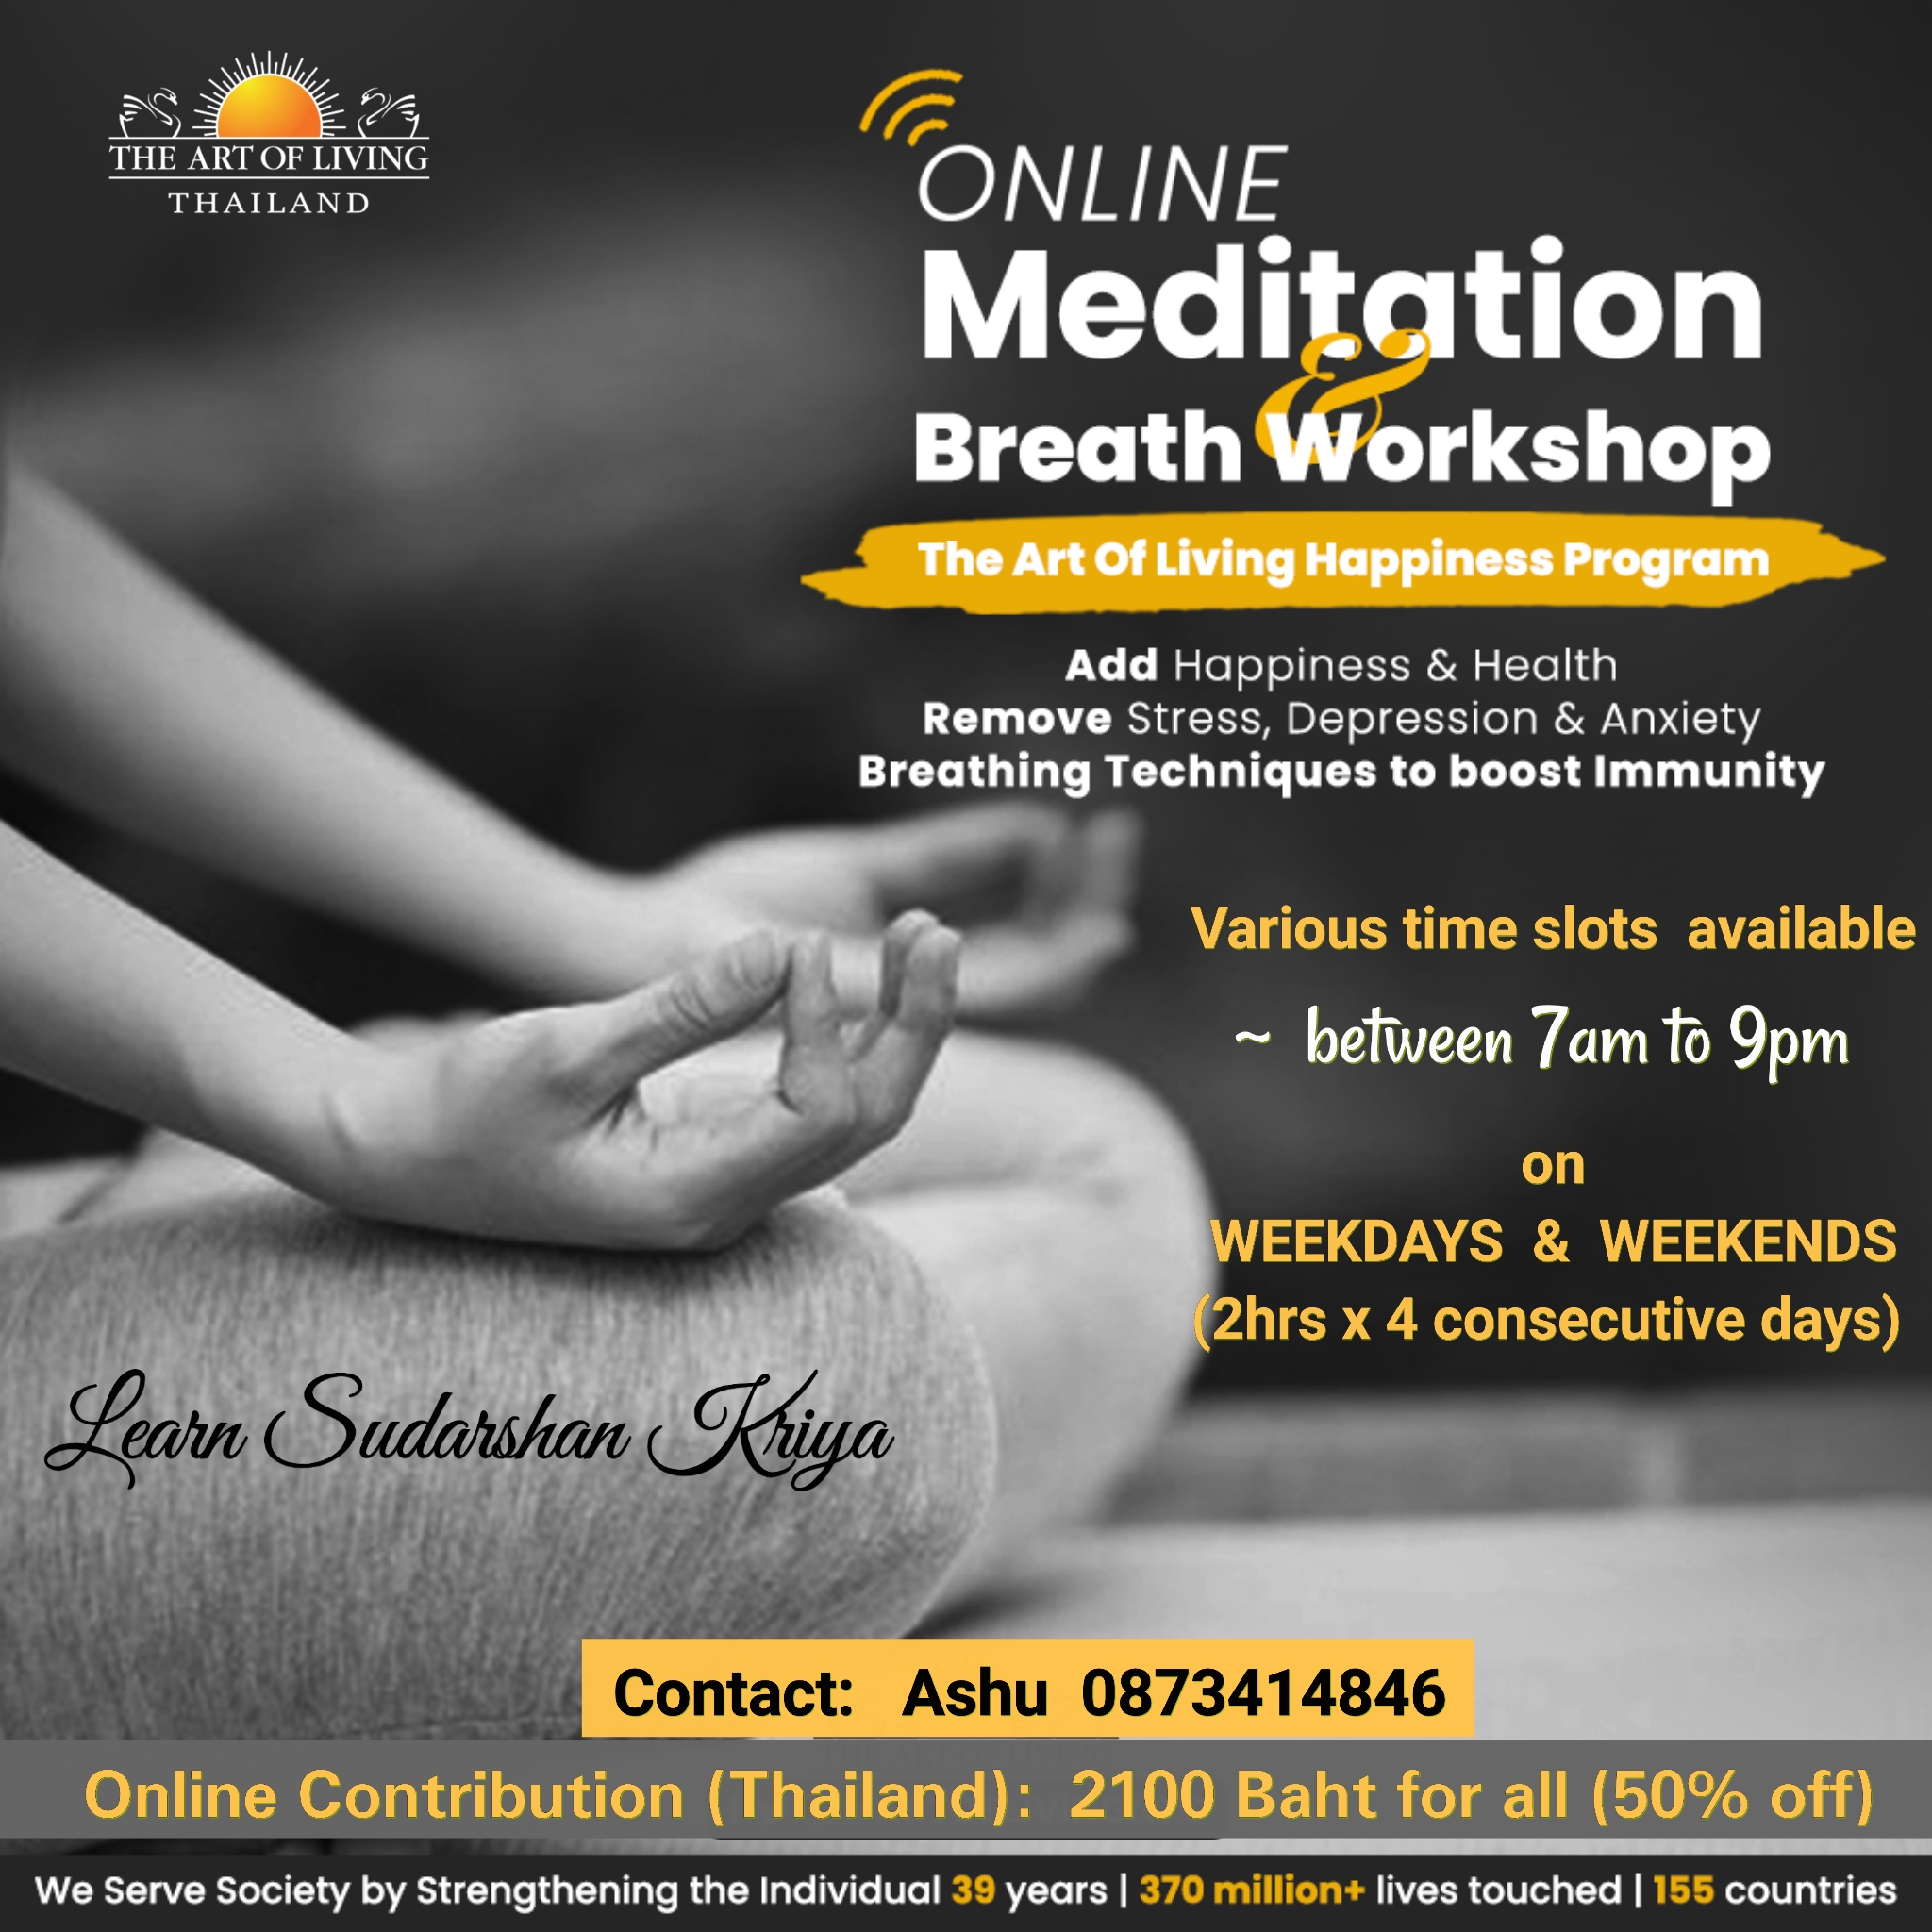 THE ART OF LIVING
THAILAND
ONLINE
Meditation
&
Breath Workshop
The Art Of Living Happiness Program
Add Happiness & Health
Remove Stress, Depression & Anxiety
Breathing Techniques to boost Immunity
Various time slots available
~ between 7am to 9pm
on
WEEKDAYS & WEEKENDS
(2hrs x 4 consecutive days)
Learn Sudarshan Kriya
Contact: Ashu 0873414846
Online Contribution (Thailand): 2100 Baht for all (50% off)
We Serve Society by Strengthening the Individual 39 years | 370 million+ lives touched | 155 countries